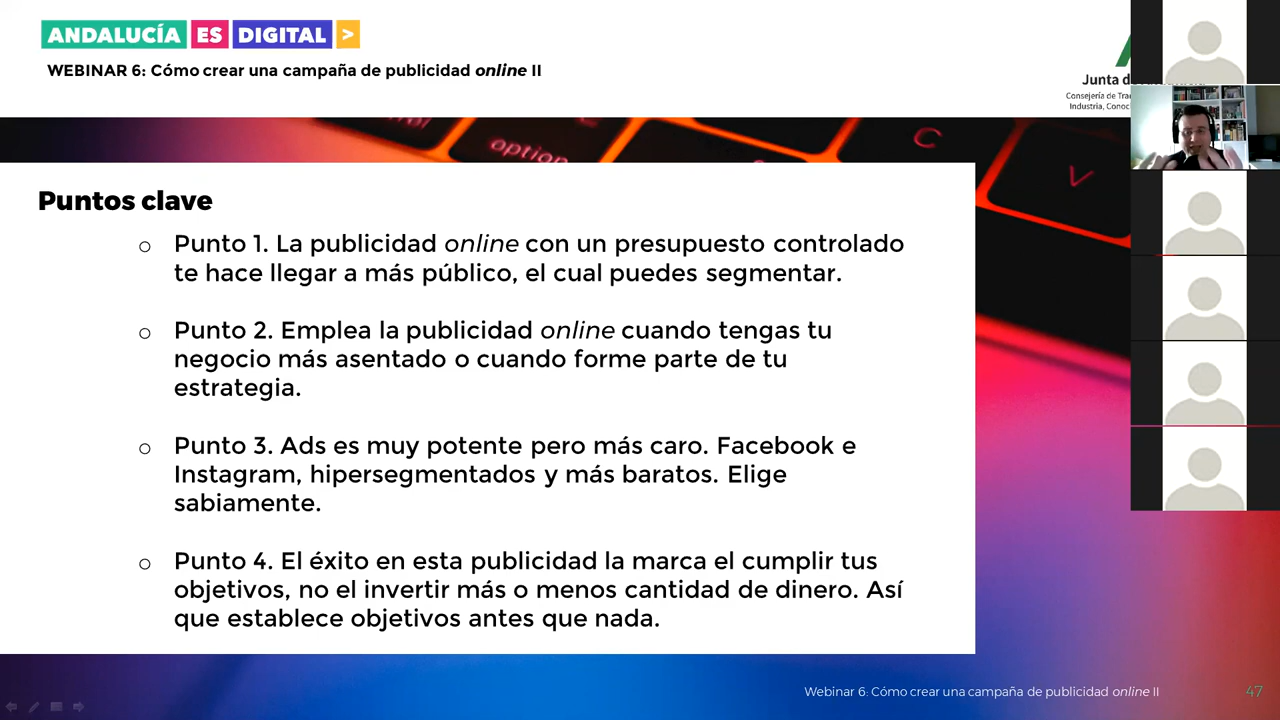 ANDALUCÍA ES DIGITAL >
WEBINAR 6: Cómo crear una campaña de publicidad online II
Junta
Consejería de
Industria,
option
C
V
Puntos clave
Punto 1. La publicidad online con un presupuesto controlado
te hace llegar a más público, el cual puedes segmentar.
Punto 2. Emplea la publicidad online cuando tengas tu
negocio más asentado o cuando forme parte de tu
estrategia.
Punto 3. Ads es muy potente pero más caro. Facebook e
Instagram, hipersegmentados y más baratos. Elige
sabiamente.
Punto 4. El éxito en esta publicidad la marca el cumplir tus
objetivos, no el invertir más o menos cantidad de dinero. Así
que establece objetivos antes que nada.
Webinar 6: Cómo crear una campaña de publicidad online II
47